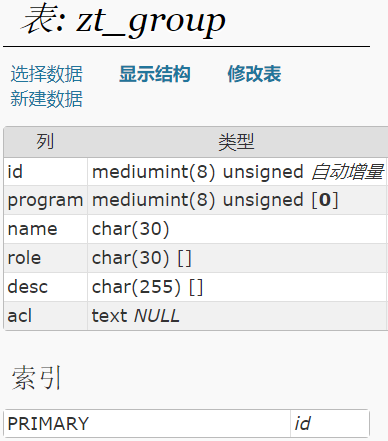 表: zt_group
选择数据 显示结构 修改表
新建数据
列 类型
id mediumint(8) unsigned 自动增量
program mediumint(8) unsigned [0]
name char(30)
role char(30) []
desc char(255) []
acl text NULL
索引
PRIMARY id